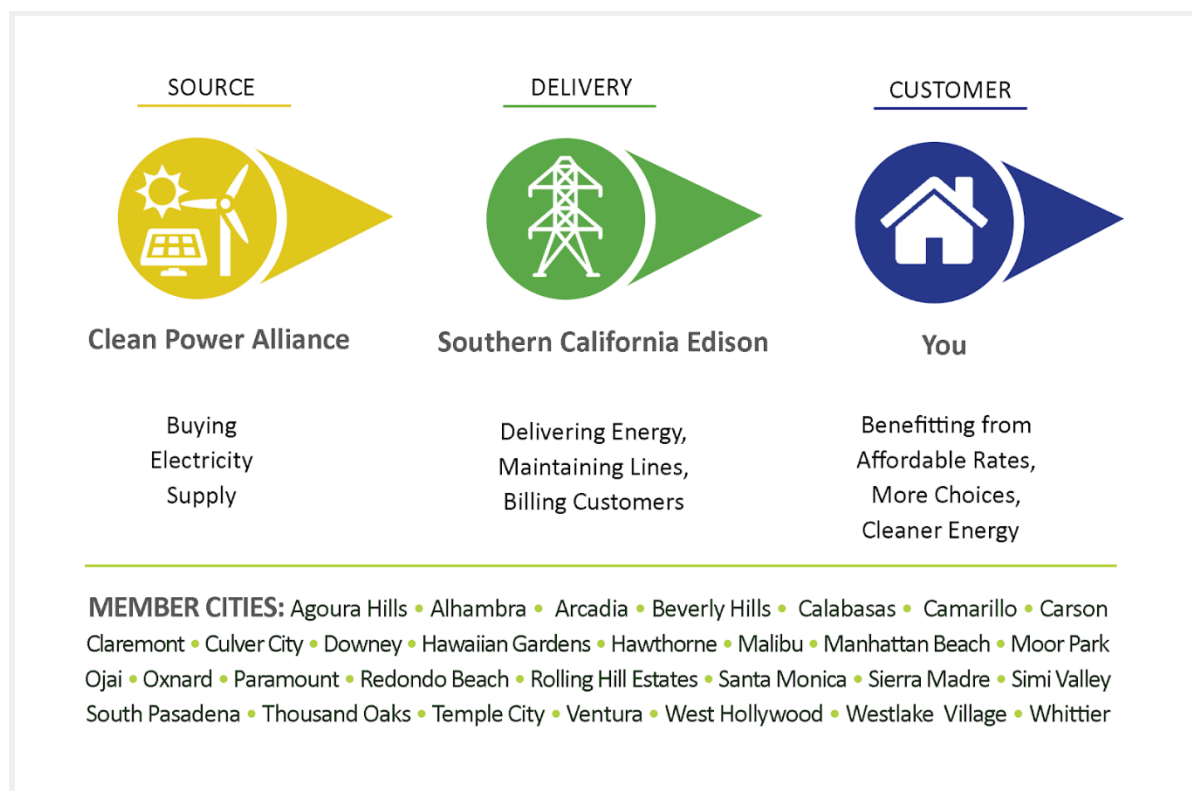 SOURCE
DELIVERY
CUSTOMER
Clean Power Alliance
Southern California Edison
You
Buying
Electricity
Supply
Delivering Energy,
Maintaining Lines,
Billing Customers
Benefitting from
Affordable Rates,
More Choices,
Cleaner Energy
MEMBER CITIES: Agoura Hills • Alhambra • Arcadia • Beverly Hills • Calabasas • Camarillo • Carson
Claremont • Culver City • Downey • Hawaiian Gardens • Hawthorne • Malibu • Manhattan Beach • Moor Park
Ojai • Oxnard • Paramount • Redondo Beach • Rolling Hill Estates • Santa Monica • Sierra Madre • Simi Valley
South Pasadena • Thousand Oaks • Temple City • Ventura • West Hollywood • Westlake Village • Whittier